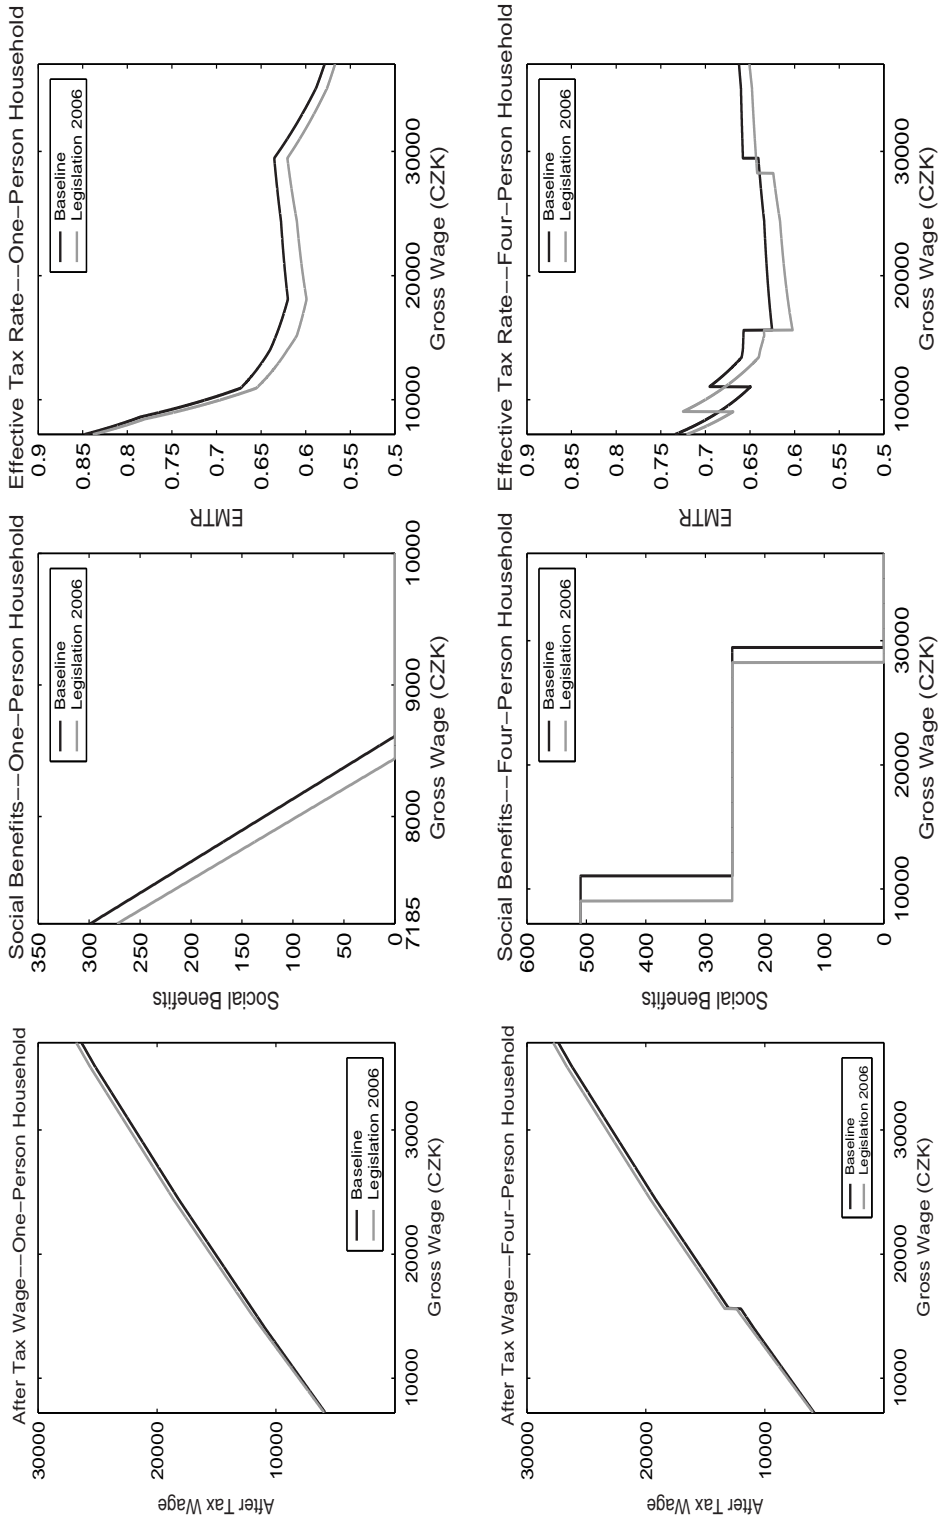 After Tax Wage−−One−Person Household
30000
20000
10000
After Tax Wage
10000
20000
30000
Gross Wage (CZK)
Baseline
Legislation 2006
Social Benefits−−One−Person Household
350
300
250
200
150
100
50
0
Social Benefits
7185
8000
9000
10000
Gross Wage (CZK)
Baseline
Legislation 2006
Effective Tax Rate−−One−Person Household
0.9
0.85
0.8
0.75
0.7
0.65
0.6
0.55
0.5
EMTR
10000
20000
30000
Gross Wage (CZK)
Baseline
Legislation 2006
After Tax Wage−−Four−Person Household
30000
20000
10000
After Tax Wage
10000
20000
30000
Gross Wage (CZK)
Baseline
Legislation 2006
Social Benefits−−Four−Person Household
600
500
400
300
200
100
0
Social Benefits
10000
20000
30000
Gross Wage (CZK)
Baseline
Legislation 2006
Effective Tax Rate−−Four−Person Household
0.9
0.85
0.8
0.75
0.7
0.65
0.6
0.55
0.5
EMTR
10000
20000
30000
Gross Wage (CZK)
Baseline
Legislation 2006